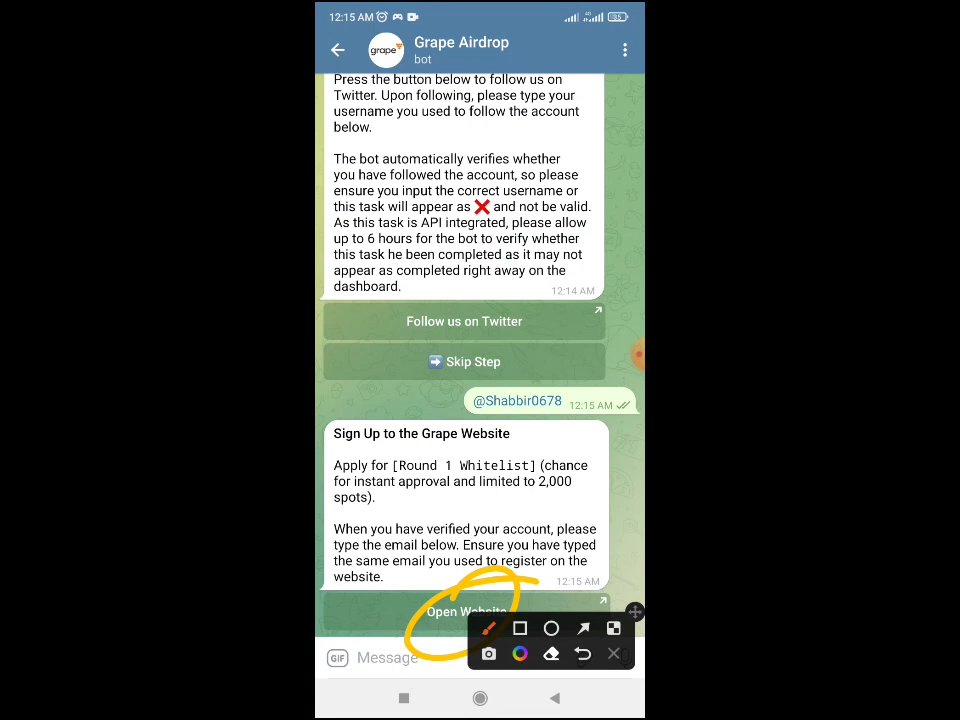 12:15 AM
4G
85
grape
Grape Airdrop
bot
Press the button below to follow us on
Twitter. Upon following, please type your
username you used to follow the account
below.
The bot automatically verifies whether
you have followed the account, so please
ensure you input the correct username or
this task will appear as ❌ and not be valid.
As this task is API integrated, please allow
up to 6 hours for the bot to verify whether
this task he been completed as it may not
appear as completed right away on the
dashboard.
12:14 AM
Follow us on Twitter
➡️ Skip Step
@Shabbir0678 12:15 AM
Sign Up to the Grape Website
Apply for [Round 1 Whitelist] (chance
for instant approval and limited to 2,000
spots).
When you have verified your account, please
type the email below. Ensure you have typed
the same email you used to register on the
website.
12:15 AM
Open Website
GIF Message